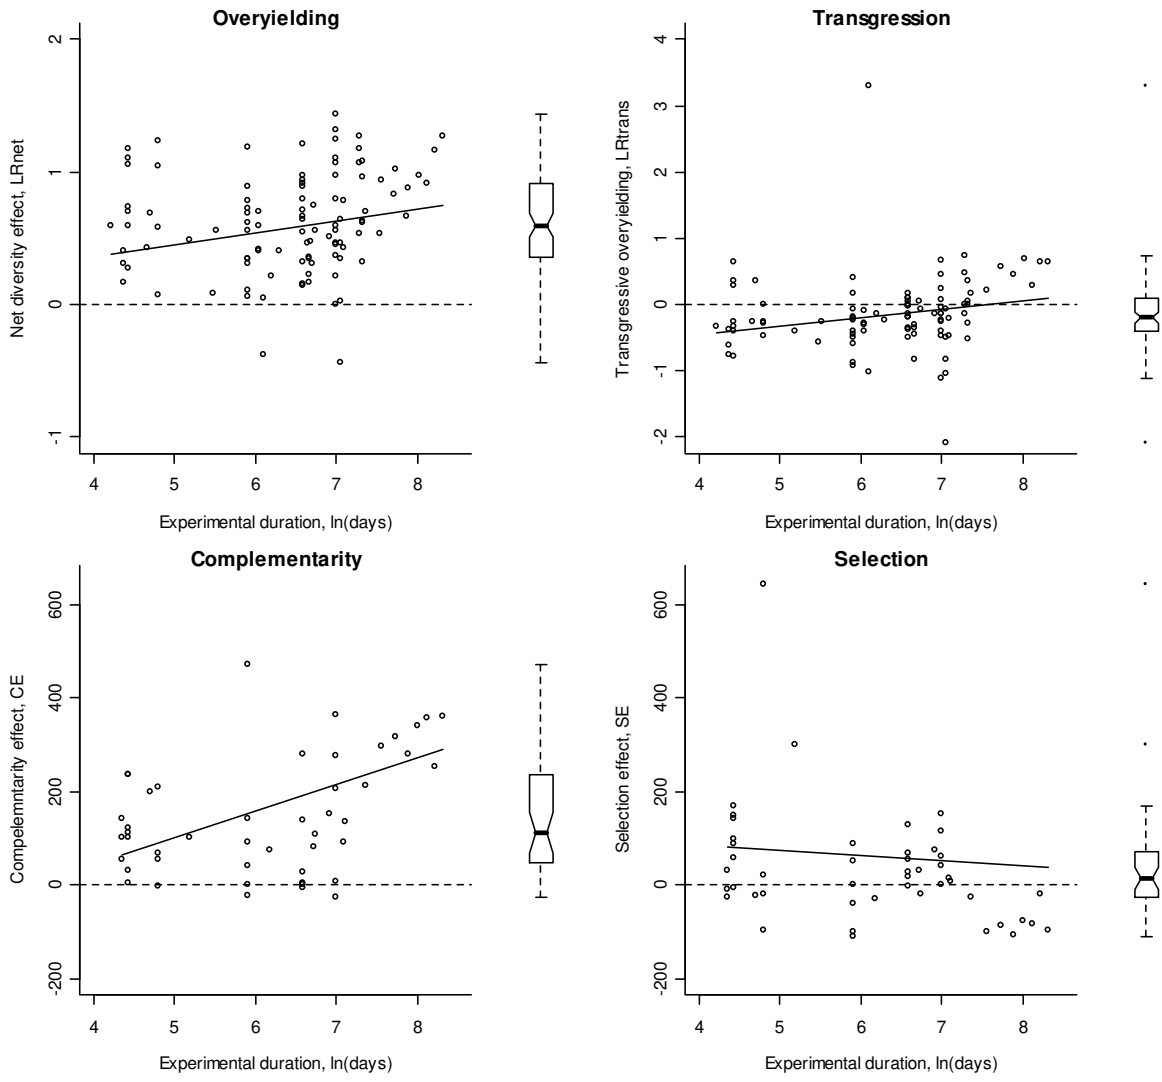 Overyielding
2
1
0
-1
Net diversity effect, LRnet
4 5 6 7 8
Experimental duration, ln(days)
Transgression
4
3
2
1
0
-1
-2
Transgressive overyielding, LRtrans
4 5 6 7 8
Experimental duration, ln(days)
Complementarity
600
400
200
0
-200
Compelemntarity effect, CE
4 5 6 7 8
Experimental duration, ln(days)
Selection
600
400
200
0
-200
Selection effect, SE
4 5 6 7 8
Experimental duration, ln(days)